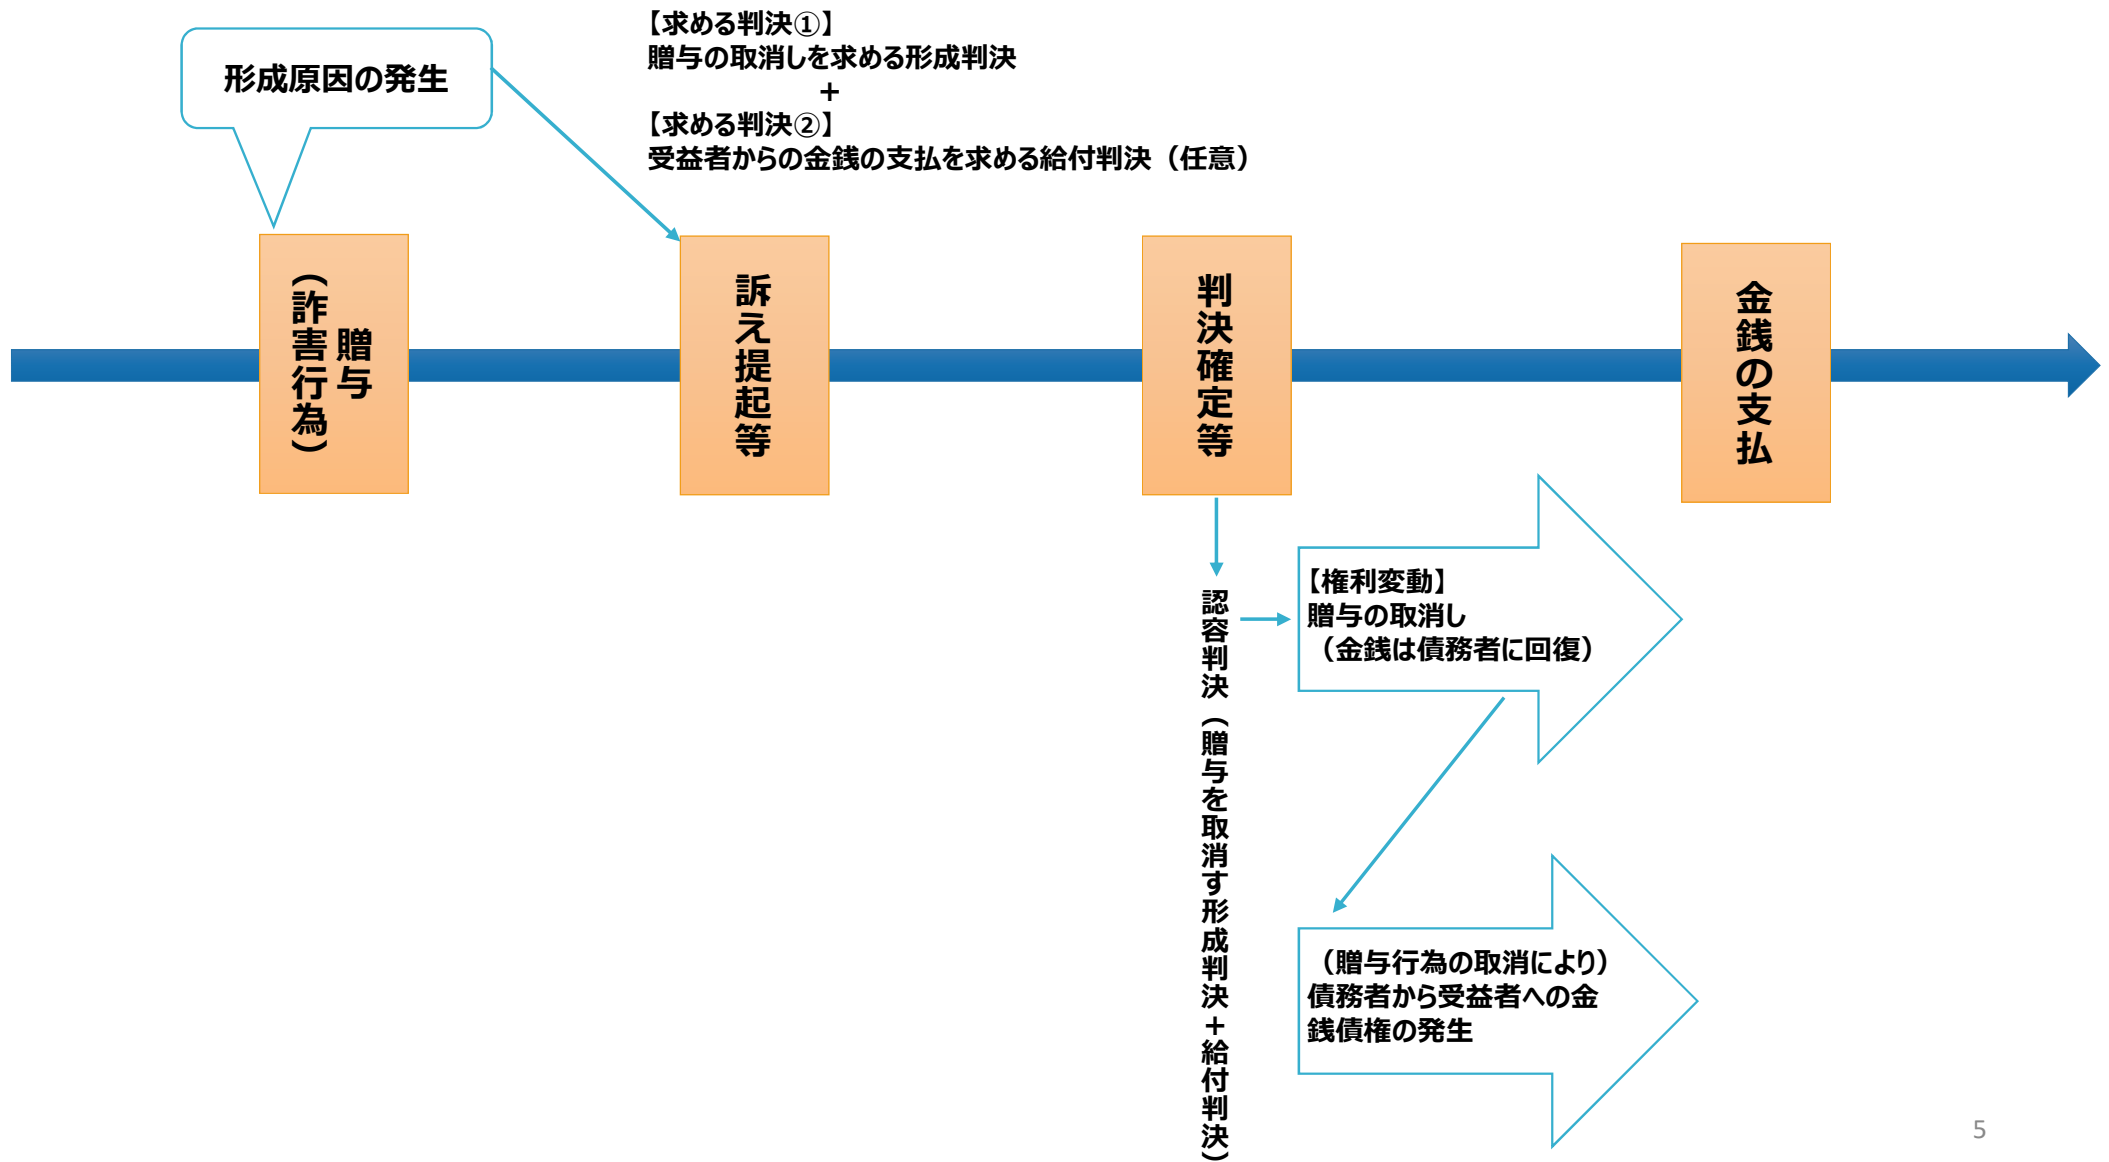 【求める判決①】
贈与の取消しを求める形成判決
+
【求める判決②】
受益者からの金銭の支払を求める給付判決（任意）
形成原因の発生
贈与
（詐害行為）
訴え提起等
判決確定等
金銭の支払
認容判決（贈与を取消す形成判決+給付判決）
【権利変動】
贈与の取消し
（金銭は債務者に回復）
（贈与行為の取消により）
債務者から受益者への金
銭債権の発生
5